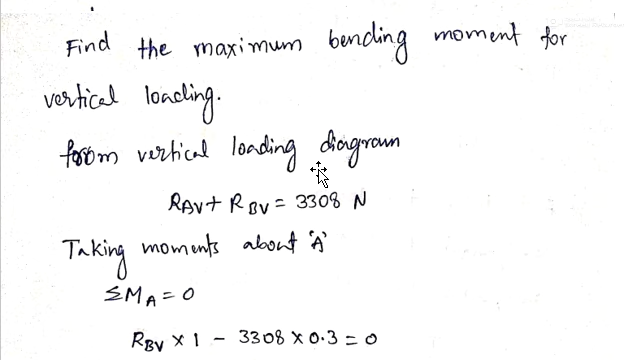 Find the maximum bending moment for
vertical loading.
from vertical loading diagram
RAV + RBV = 3308 N
Taking moments about 'A'
ΣMA = 0
RBV × 1 - 3308 × 0.3 = 0